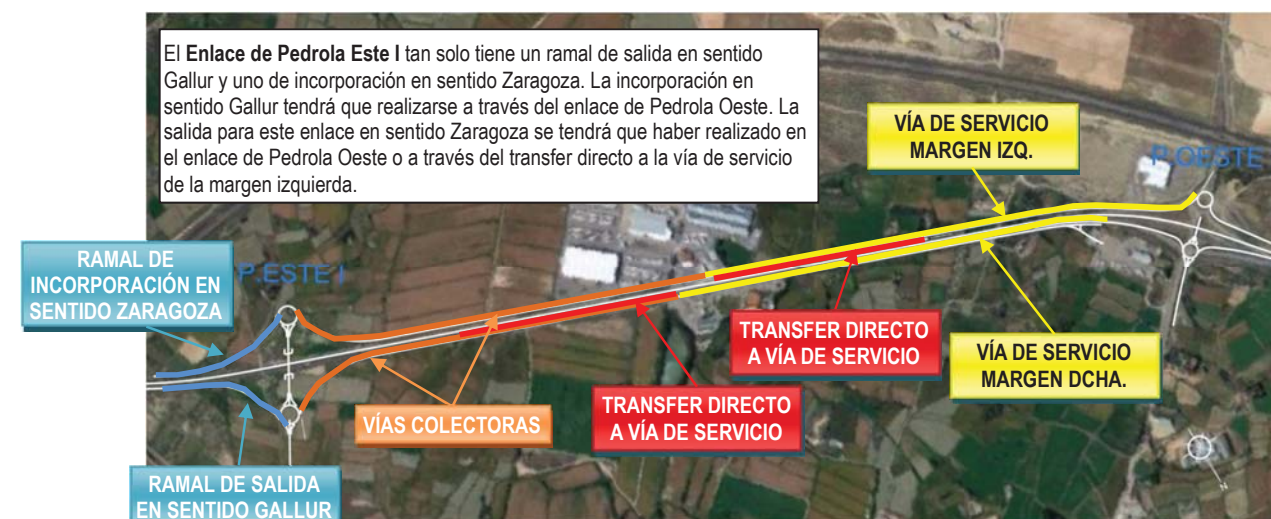 El Enlace de Pedrola Este I tan solo tiene un ramal de salida en sentido
Gallur y uno de incorporación en sentido Zaragoza. La incorporación en
sentido Gallur tendrá que realizarse a través del enlace de Pedrola Oeste. La
salida para este enlace en sentido Zaragoza se tendrá que haber realizado en
el enlace de Pedrola Oeste o a través del transfer directo a la vía de servicio
de la margen izquierda.
VÍA DE SERVICIO
MARGEN IZQ.
P.OESTE
RAMAL DE
INCORPORACIÓN EN
SENTIDO ZARAGOZA
P.ESTE I
TRANSFER DIRECTO
A VÍA DE SERVICIO
VÍA DE SERVICIO
MARGEN DCHA.
TRANSFER DIRECTO
A VÍA DE SERVICIO
VÍAS COLECTORAS
RAMAL DE SALIDA
EN SENTIDO GALLUR